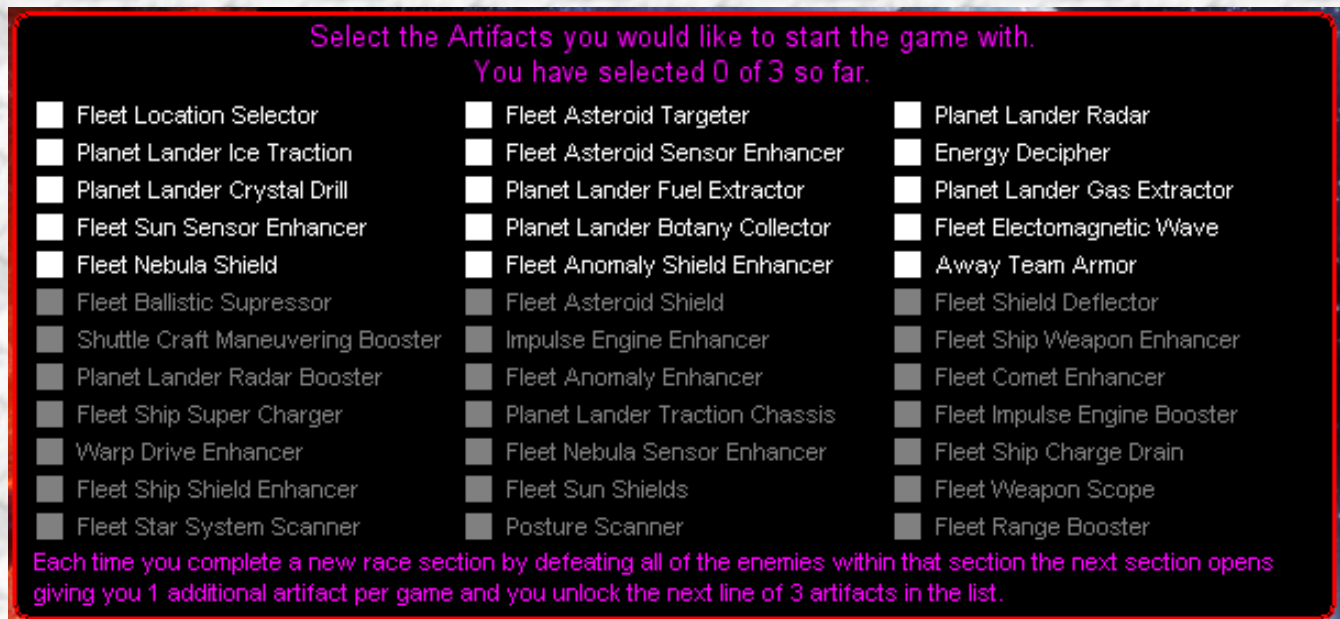 Select the Artifacts you would like to start the game with.
You have selected 0 of 3 so far.
Fleet Location Selector Fleet Asteroid Targeter Planet Lander Radar
Planet Lander Ice Traction Fleet Asteroid Sensor Enhancer Energy Decipher
Planet Lander Crystal Drill Planet Lander Fuel Extractor Planet Lander Gas Extractor
Fleet Sun Sensor Enhancer Planet Lander Botany Collector Fleet Electomagnetic Wave
Fleet Nebula Shield Fleet Anomaly Shield Enhancer Away Team Armor
Fleet Ballistic Supressor Fleet Asteroid Shield Fleet Shield Deflector
Shuttle Craft Maneuvering Booster Impulse Engine Enhancer Fleet Ship Weapon Enhancer
Planet Lander Radar Booster Fleet Anomaly Enhancer Fleet Comet Enhancer
Fleet Ship Super Charger Planet Lander Traction Chassis Fleet Impulse Engine Booster
Warp Drive Enhancer Fleet Nebula Sensor Enhancer Fleet Ship Charge Drain
Fleet Ship Shield Enhancer Fleet Sun Shields Fleet Weapon Scope
Fleet Star System Scanner Posture Scanner Fleet Range Booster
Each time you complete a new race section by defeating all of the enemies within that section the next section opens
giving you 1 additional artifact per game and you unlock the next line of 3 artifacts in the list.